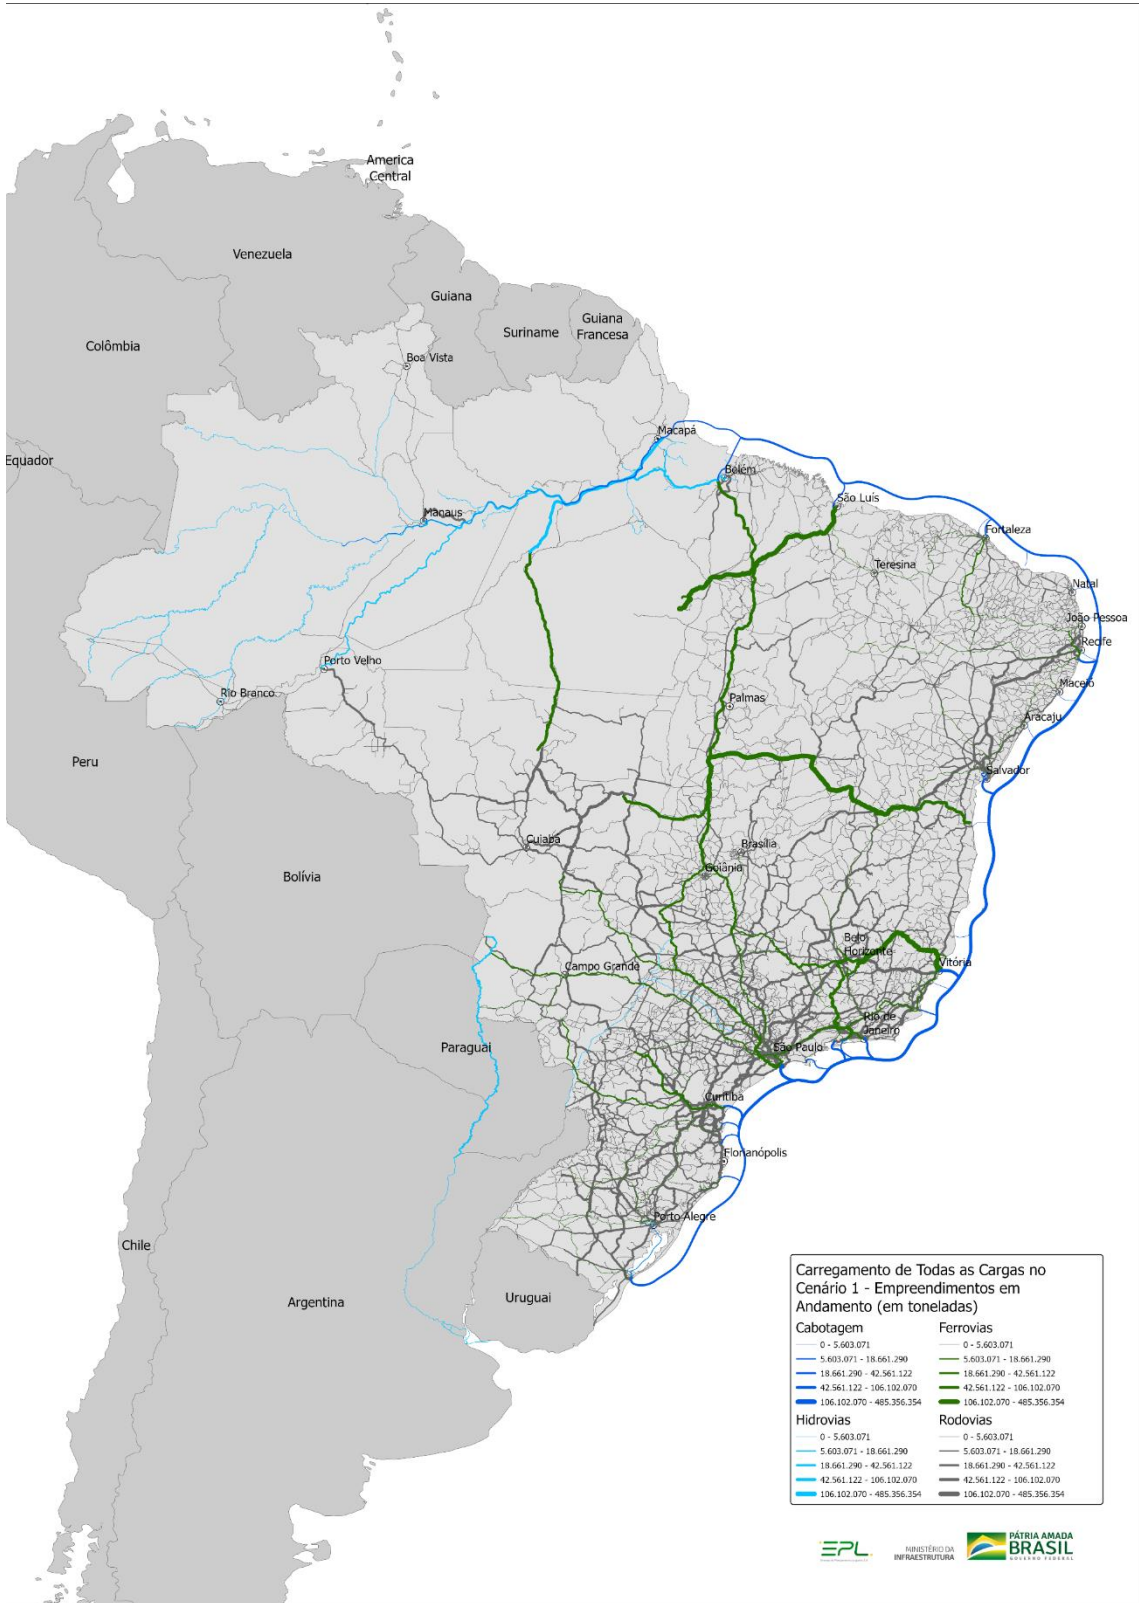 America
Central
Venezuela
Guiana
Suriname
Guiana
Francesa
Colômbia
Boa Vista
Macapá
Equador
Belém
São Luís
Manaus
Fortaleza
Teresina
Natal
João Pessoa
Recife
Porto Velho
Maceió
Rio Branco
Palmas
Aracaju
Peru
Salvador
Cuiabá
Brasília
Goiânia
Bolívia
Belo
Horizonte
Vitória
Campo Grande
Rio de
Janeiro
Paraguai
São Paulo
Curitiba
Florianópolis
Porto Alegre
Chile
Uruguai
Argentina
Carregamento de Todas as Cargas no
Cenário 1 - Empreendimentos em
Andamento (em toneladas)
Cabotagem
0 - 5.603.071
5.603.071 - 18.661.290
18.661.290 - 42.561.122
42.561.122 - 106.102.070
106.102.070 - 485.356.354
Ferrovias
0 - 5.603.071
5.603.071 - 18.661.290
18.661.290 - 42.561.122
42.561.122 - 106.102.070
106.102.070 - 485.356.354
Hidrovias
0 - 5.603.071
5.603.071 - 18.661.290
18.661.290 - 42.561.122
42.561.122 - 106.102.070
106.102.070 - 485.356.354
Rodovias
0 - 5.603.071
5.603.071 - 18.661.290
18.661.290 - 42.561.122
42.561.122 - 106.102.070
106.102.070 - 485.356.354
EPL
MINISTÉRIO DA
INFRAESTRUTURA
PÁTRIA AMADA
BRASIL
GOVERNO FEDERAL